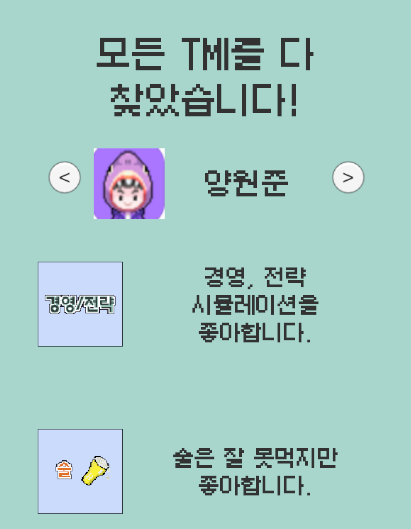 모든 TMI를 다
찾았습니다!
<
양원준
>
경영/전략
경영, 전략
시뮬레이션을
좋아합니다.
술
술은 잘 못먹지만
좋아합니다.